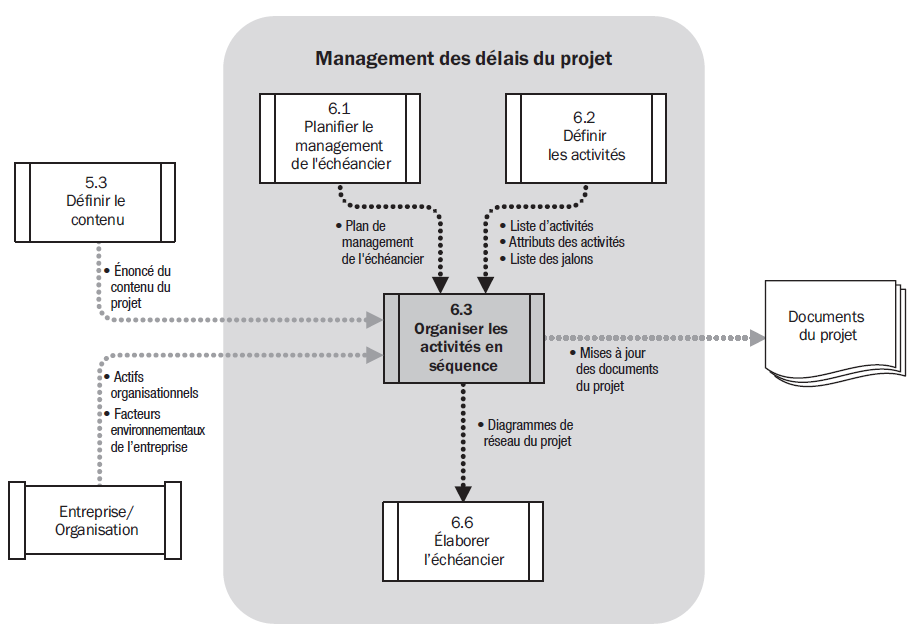 Management des délais du projet
6.1
Planifier le
management
de l'échéancier
6.2
Définir
les activités
5.3
Définir le
contenu
• Plan de
management
de l'échéancier
• Liste d’activités
• Attributs des activités
• Liste des jalons
• Énoncé du
contenu du
projet
6.3
Organiser les
activités en
séquence
Documents
du projet
• Mises à jour
des documents
du projet
• Actifs
organisationnels
• Facteurs
environnementaux
de l’entreprise
• Diagrammes de
réseau du projet
Entreprise/
Organisation
6.6
Élaborer
l’échéancier